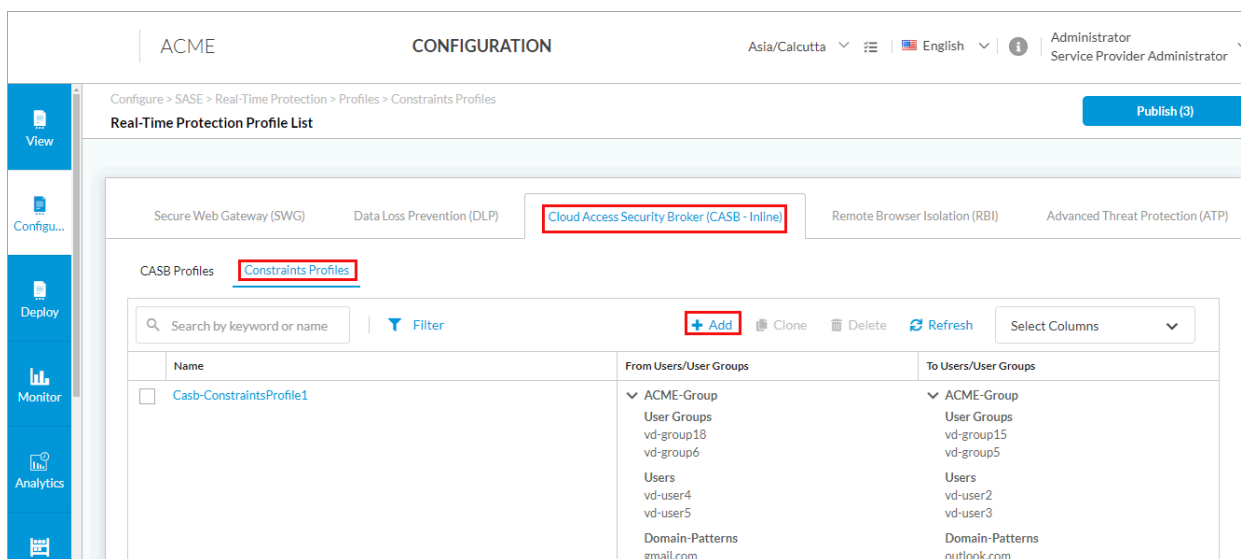 ACME
CONFIGURATION
Asia/Calcutta
English
Administrator
Service Provider Administrator
Configure > SASE > Real-Time Protection > Profiles > Constraints Profiles
Real-Time Protection Profile List
Publish (3)
View
Configu...
Deploy
Monitor
Analytics
Secure Web Gateway (SWG)
Data Loss Prevention (DLP)
Cloud Access Security Broker (CASB - Inline)
Remote Browser Isolation (RBI)
Advanced Threat Protection (ATP)
CASB Profiles
Constraints Profiles
Search by keyword or name
Filter
+ Add
Clone
Delete
Refresh
Select Columns
Name
From Users/User Groups
To Users/User Groups
Casb-ConstraintsProfile1
ACME-Group
User Groups
vd-group18
vd-group6
Users
vd-user4
vd-user5
Domain-Patterns
gmail.com
ACME-Group
User Groups
vd-group15
vd-group5
Users
vd-user2
vd-user3
Domain-Patterns
outlook.com